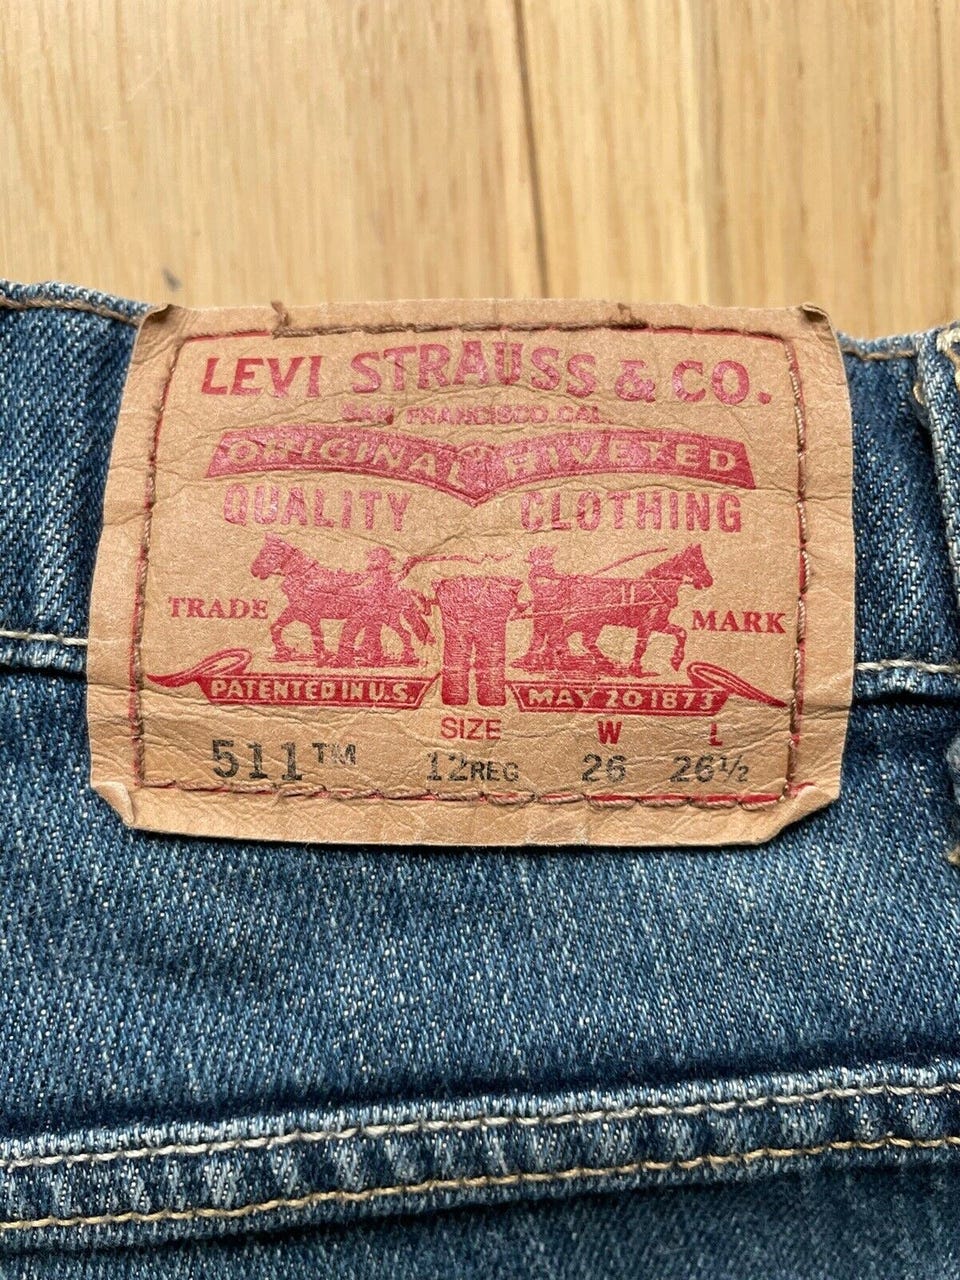 LEVI STRAUSS & CO.
SAN FRANCISCO CAL
ORIGINAL RIVETED
QUALITY CLOTHING
TRADE MARK
PATENTED IN U.S. MAY 20 1873
SIZE W L
511™ 12REG 26 26½